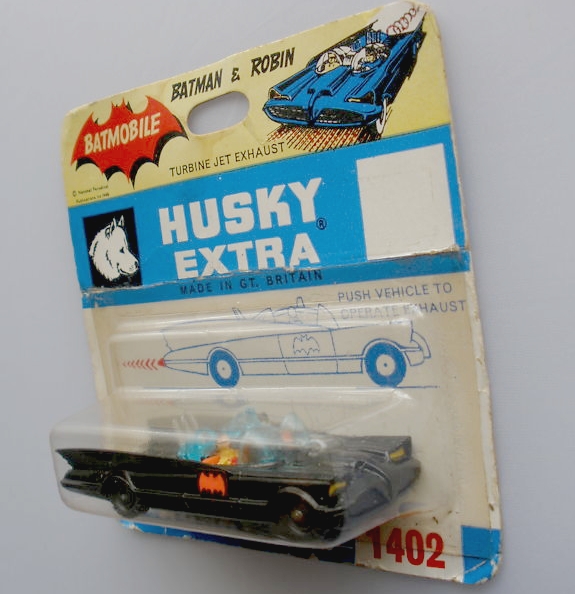 BATMAN & ROBIN
BATMOBILE
TURBINE JET EXHAUST
HUSKY®
EXTRA
MADE IN GT. BRITAIN
PUSH VEHICLE TO
OPERATE EXHAUST
1402